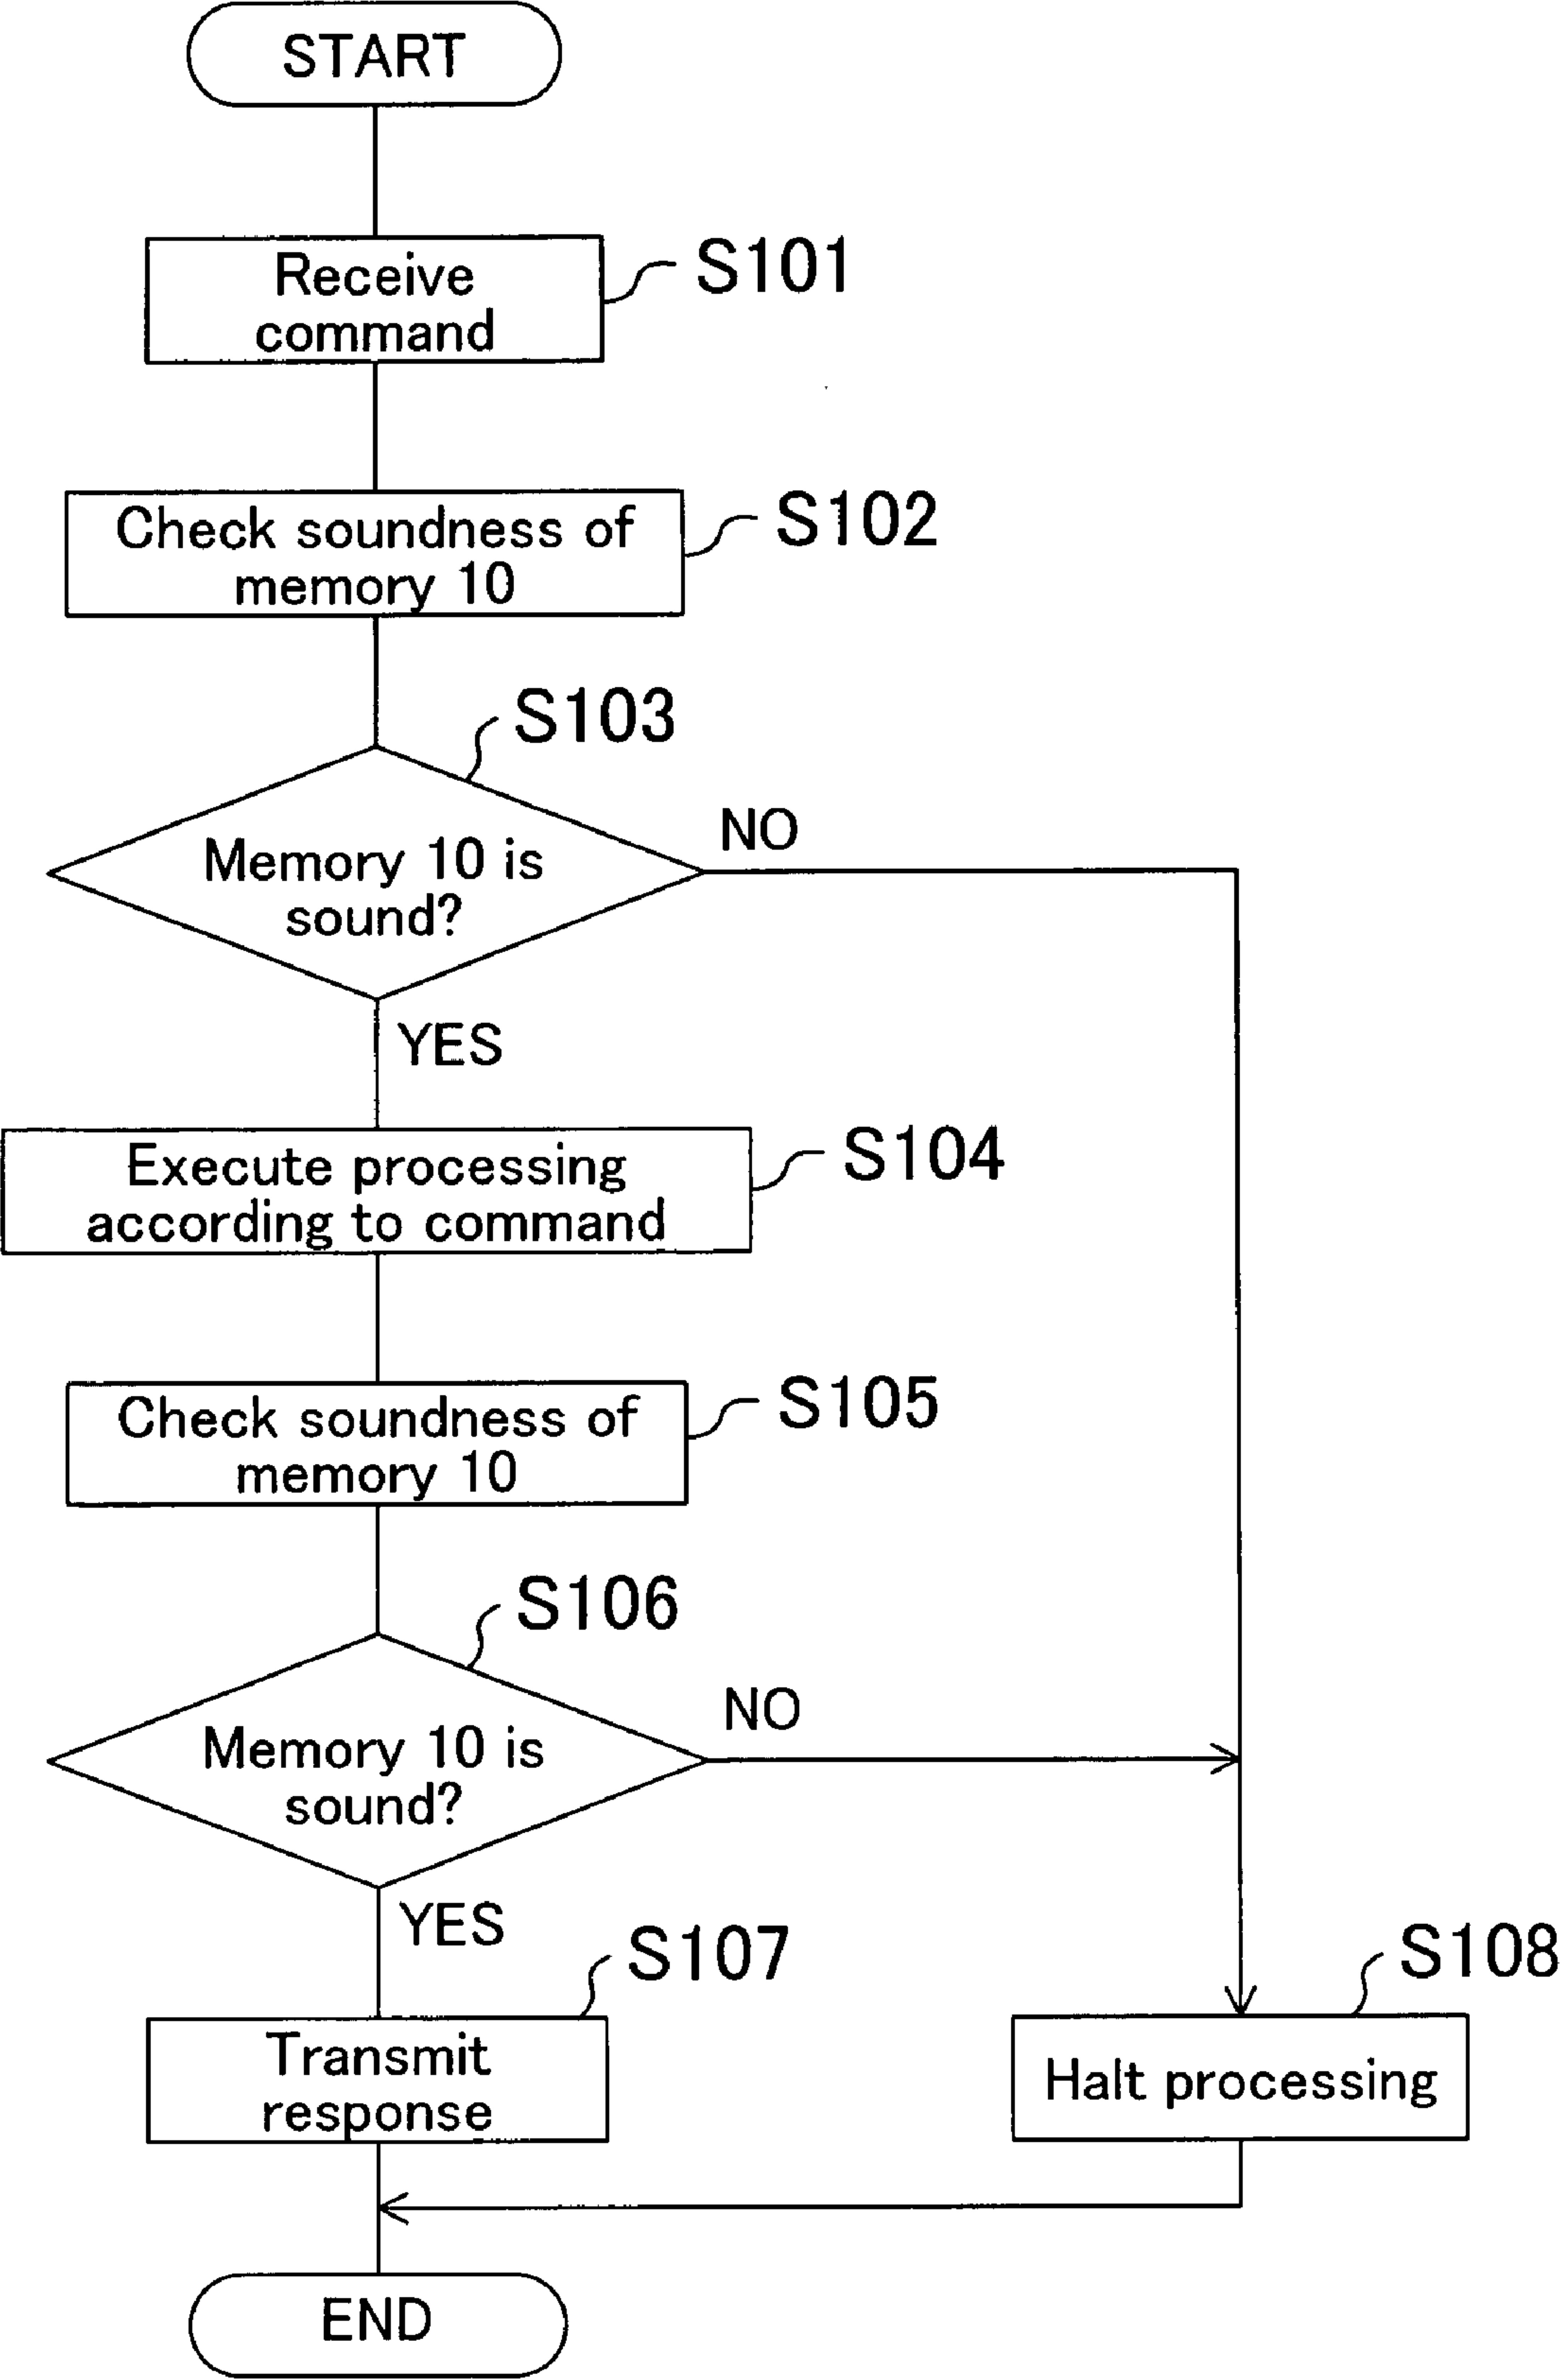 START
Receive
command
S101
Check soundness of
memory 10
S102
S103
Memory 10 is
sound?
NO
YES
Execute processing
according to command
S104
Check soundness of
memory 10
S105
S106
Memory 10 is
sound?
NO
YES
S107
Transmit
response
S108
Halt processing
END